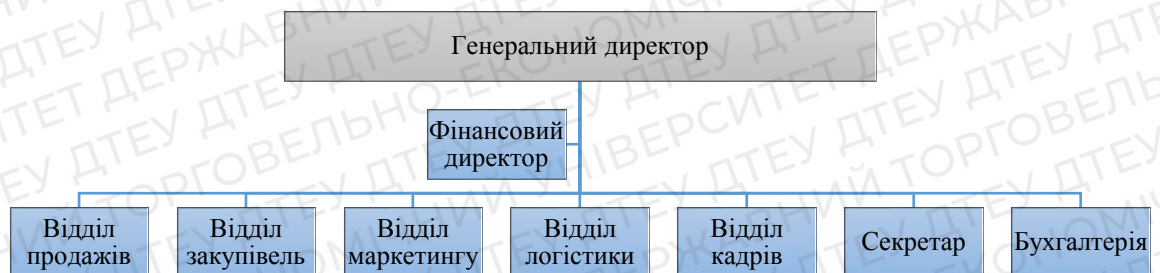 Генеральний директор
Фінансовий
директор
Відділ
продажів
Відділ
закупівель
Відділ
маркетингу
Відділ
логістики
Відділ
кадрів
Секретар
Бухгалтерія